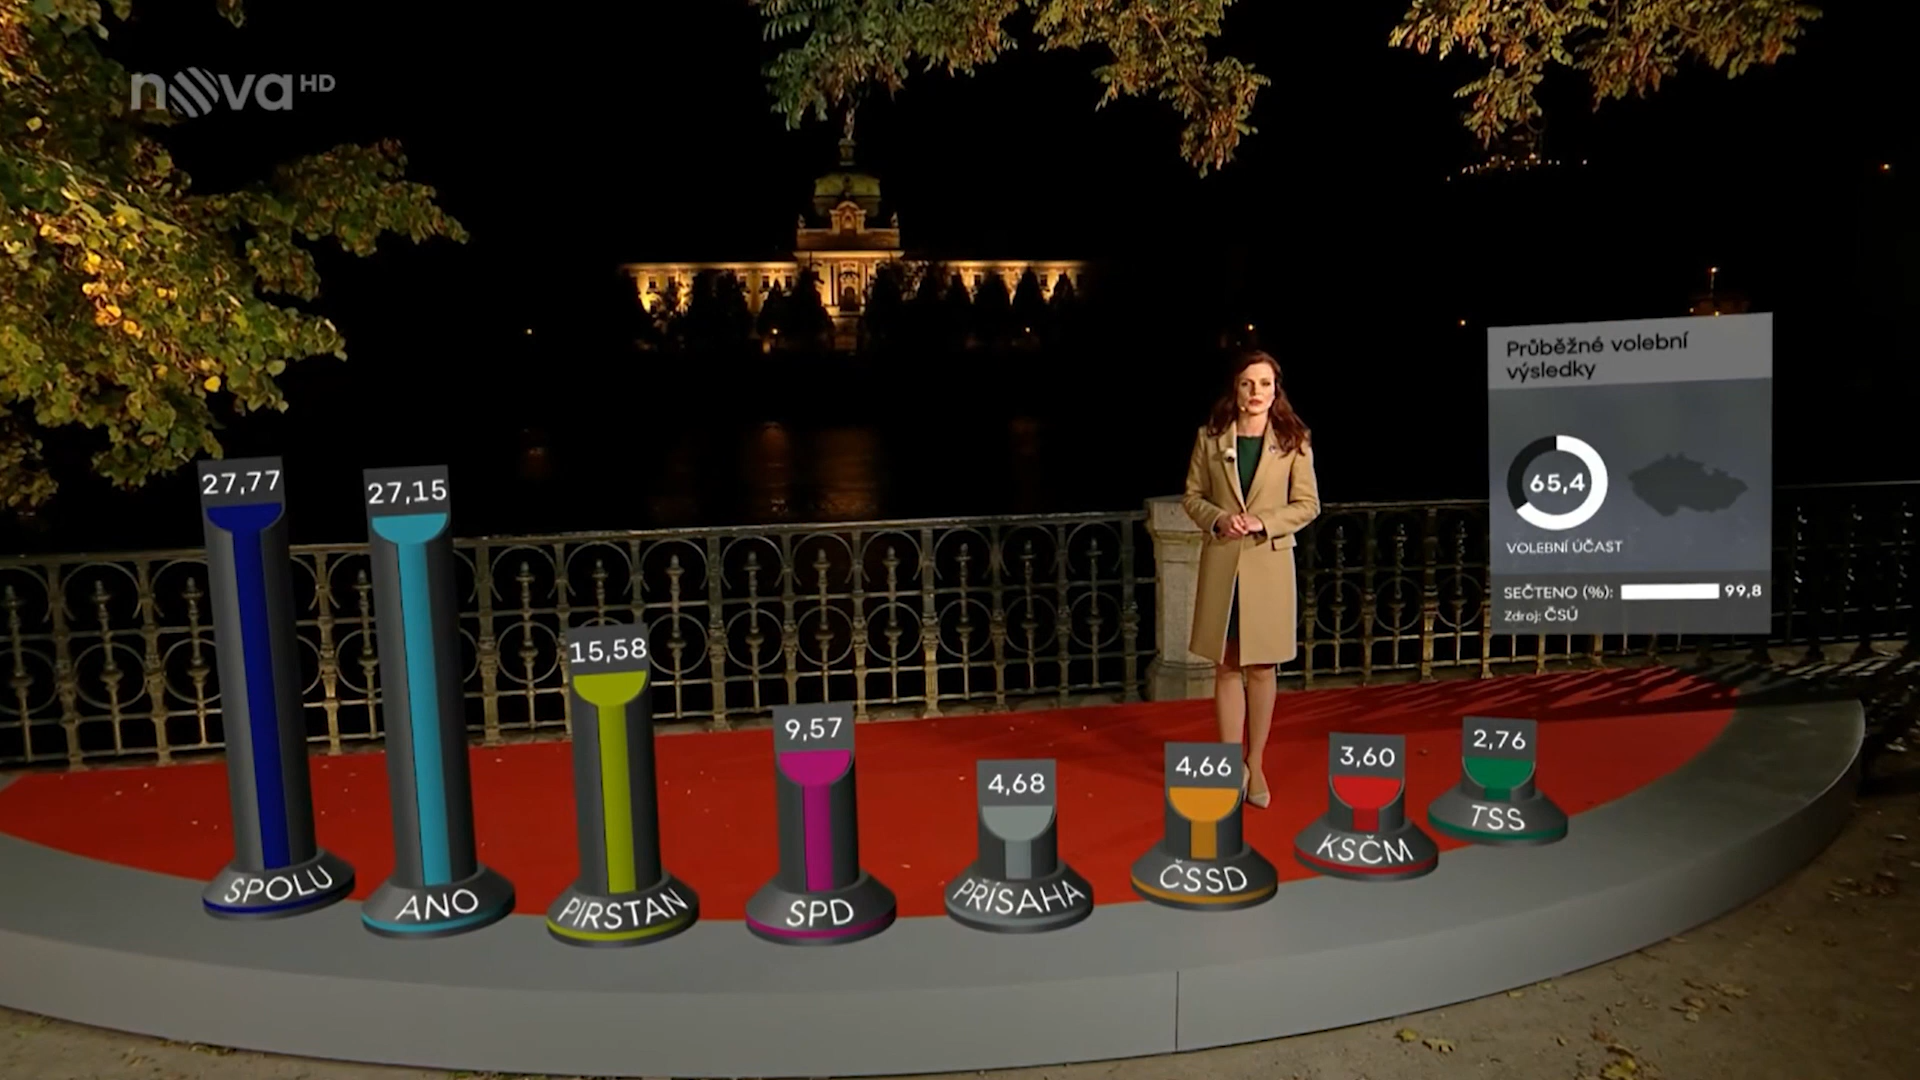 nova HD
27,77
27,15
15,58
9,57
4,68
4,66
3,60
2,76
SPOLU
ANO
PIRSTAN
SPD
PŘÍSAHA
ČSSD
KSČM
TSS
Průběžné volební
výsledky
65,4
VOLEBNÍ ÚČAST
SEČTENO (%): 99,8
Zdroj: ČSÚ